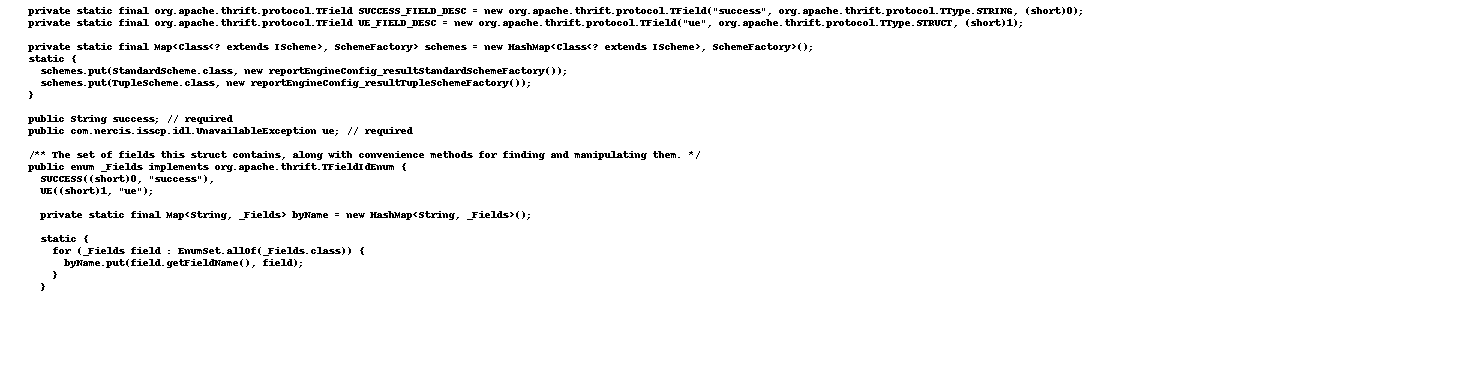 private static final org.apache.thrift.protocol.TField SUCCESS_FIELD_DESC = new org.apache.thrift.protocol.TField("success", org.apache.thrift.protocol.TType.STRING, (short)0);
private static final org.apache.thrift.protocol.TField UE_FIELD_DESC = new org.apache.thrift.protocol.TField("ue", org.apache.thrift.protocol.TType.STRUCT, (short)1);
private static final Map<Class<? extends IScheme>, SchemeFactory> schemes = new HashMap<Class<? extends IScheme>, SchemeFactory>();
static {
schemes.put(StandardScheme.class, new reportEngineConfig_resultStandardSchemeFactory());
schemes.put(TupleScheme.class, new reportEngineConfig_resultTupleSchemeFactory());
}
public String success; // required
public com.nercis.isscp.idl.UnavailableException ue; // required
/** The set of fields this struct contains, along with convenience methods for finding and manipulating them. */
public enum _Fields implements org.apache.thrift.TFieldIdEnum {
SUCCESS((short)0, "success"),
UE((short)1, "ue");
private static final Map<String, _Fields> byName = new HashMap<String, _Fields>();
static {
for (_Fields field : EnumSet.allOf(_Fields.class)) {
byName.put(field.getFieldName(), field);
}
}